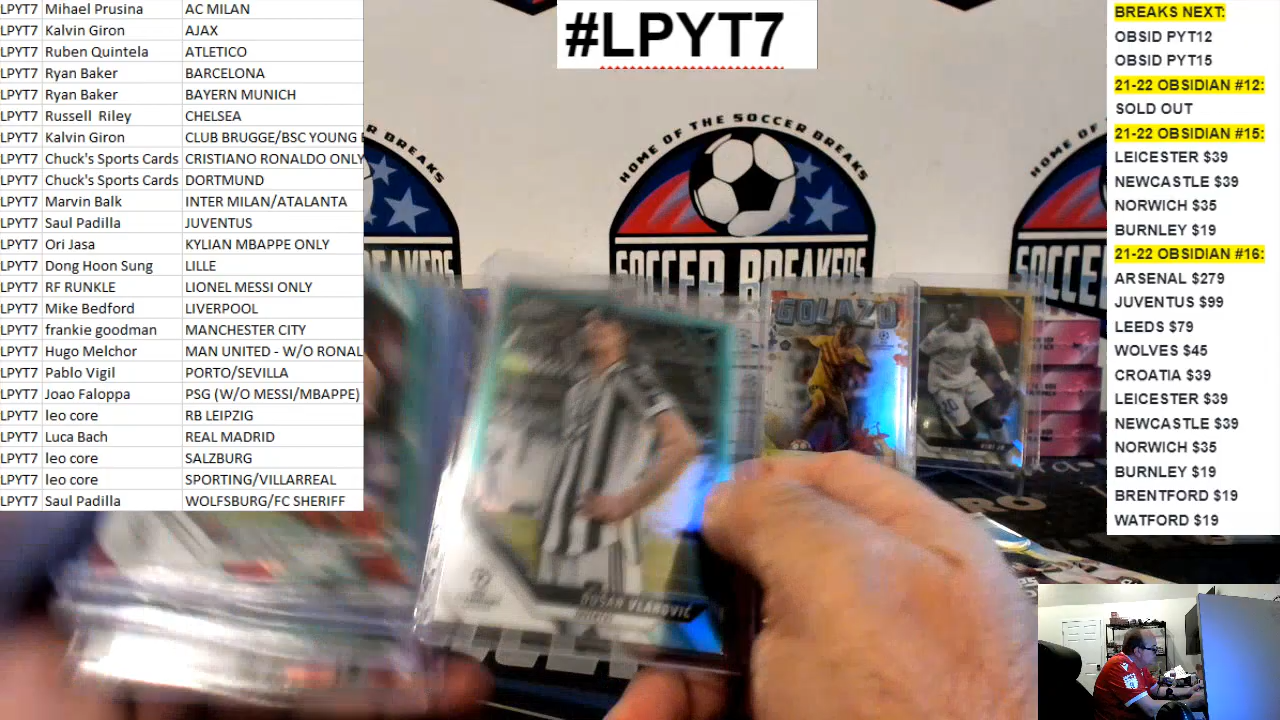 LPYT7 Mihael Prusina AC MILAN
LPYT7 Kalvin Giron AJAX
LPYT7 Ruben Quintela ATLETICO
LPYT7 Ryan Baker BARCELONA
LPYT7 Ryan Baker BAYERN MUNICH
LPYT7 Russell Riley CHELSEA
LPYT7 Kalvin Giron CLUB BRUGGE/BSC YOUNG
LPYT7 Chuck's Sports Cards CRISTIANO RONALDO ONLY
LPYT7 Chuck's Sports Cards DORTMUND
LPYT7 Marvin Balk INTER MILAN/ATALANTA
LPYT7 Saul Padilla JUVENTUS
LPYT7 Ori Jasa KYLIAN MBAPPE ONLY
LPYT7 Dong Hoon Sung LILLE
LPYT7 RF RUNKLE LIONEL MESSI ONLY
LPYT7 Mike Bedford LIVERPOOL
LPYT7 frankie goodman MANCHESTER CITY
LPYT7 Hugo Melchor MAN UNITED - W/O RONAL
LPYT7 Pablo Vigil PORTO/SEVILLA
LPYT7 Joao Faloppa PSG (W/O MESSI/MBAPPE)
LPYT7 leo core RB LEIPZIG
LPYT7 Luca Bach REAL MADRID
LPYT7 leo core SALZBURG
LPYT7 leo core SPORTING/VILLARREAL
LPYT7 Saul Padilla WOLFSBURG/FC SHERIFF
#LPYT7
HOME OF THE SOCCER BREAKS
SOCCER BREAKERS
HOME OF
GOLAZO
DUSAN VLAHOVIĆ
BREAKS NEXT:
OBSID PYT12
OBSID PYT15
21-22 OBSIDIAN #12:
SOLD OUT
21-22 OBSIDIAN #15:
LEICESTER $39
NEWCASTLE $39
NORWICH $35
BURNLEY $19
21-22 OBSIDIAN #16:
ARSENAL $279
JUVENTUS $99
LEEDS $79
WOLVES $45
CROATIA $39
LEICESTER $39
NEWCASTLE $39
NORWICH $35
BURNLEY $19
BRENTFORD $19
WATFORD $19